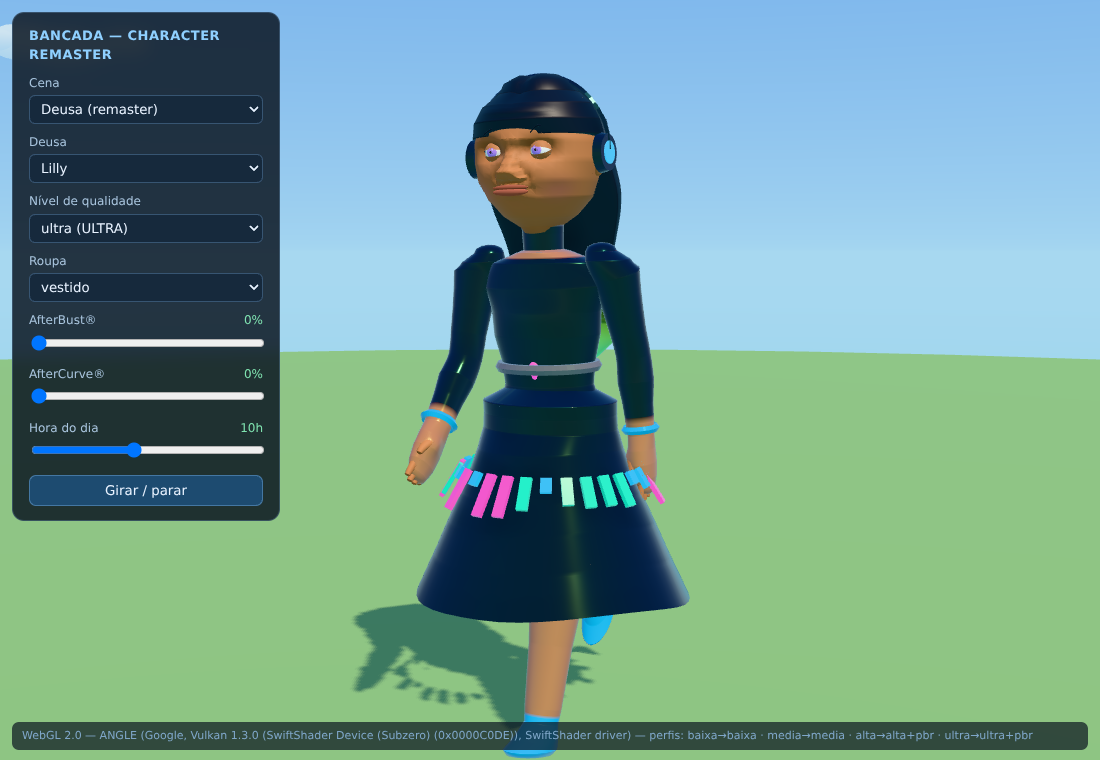 BANCADA — CHARACTER
REMASTER
Cena
Deusa (remaster)
Deusa
Lilly
Nível de qualidade
ultra (ULTRA)
Roupa
vestido
AfterBust® 0%
AfterCurve® 0%
Hora do dia 10h
Girar / parar
WebGL 2.0 — ANGLE (Google, Vulkan 1.3.0 (SwiftShader Device (Subzero) (0x0000C0DE)), SwiftShader driver) — perfis: baixa→baixa · media→media · alta→alta+pbr · ultra→ultra+pbr